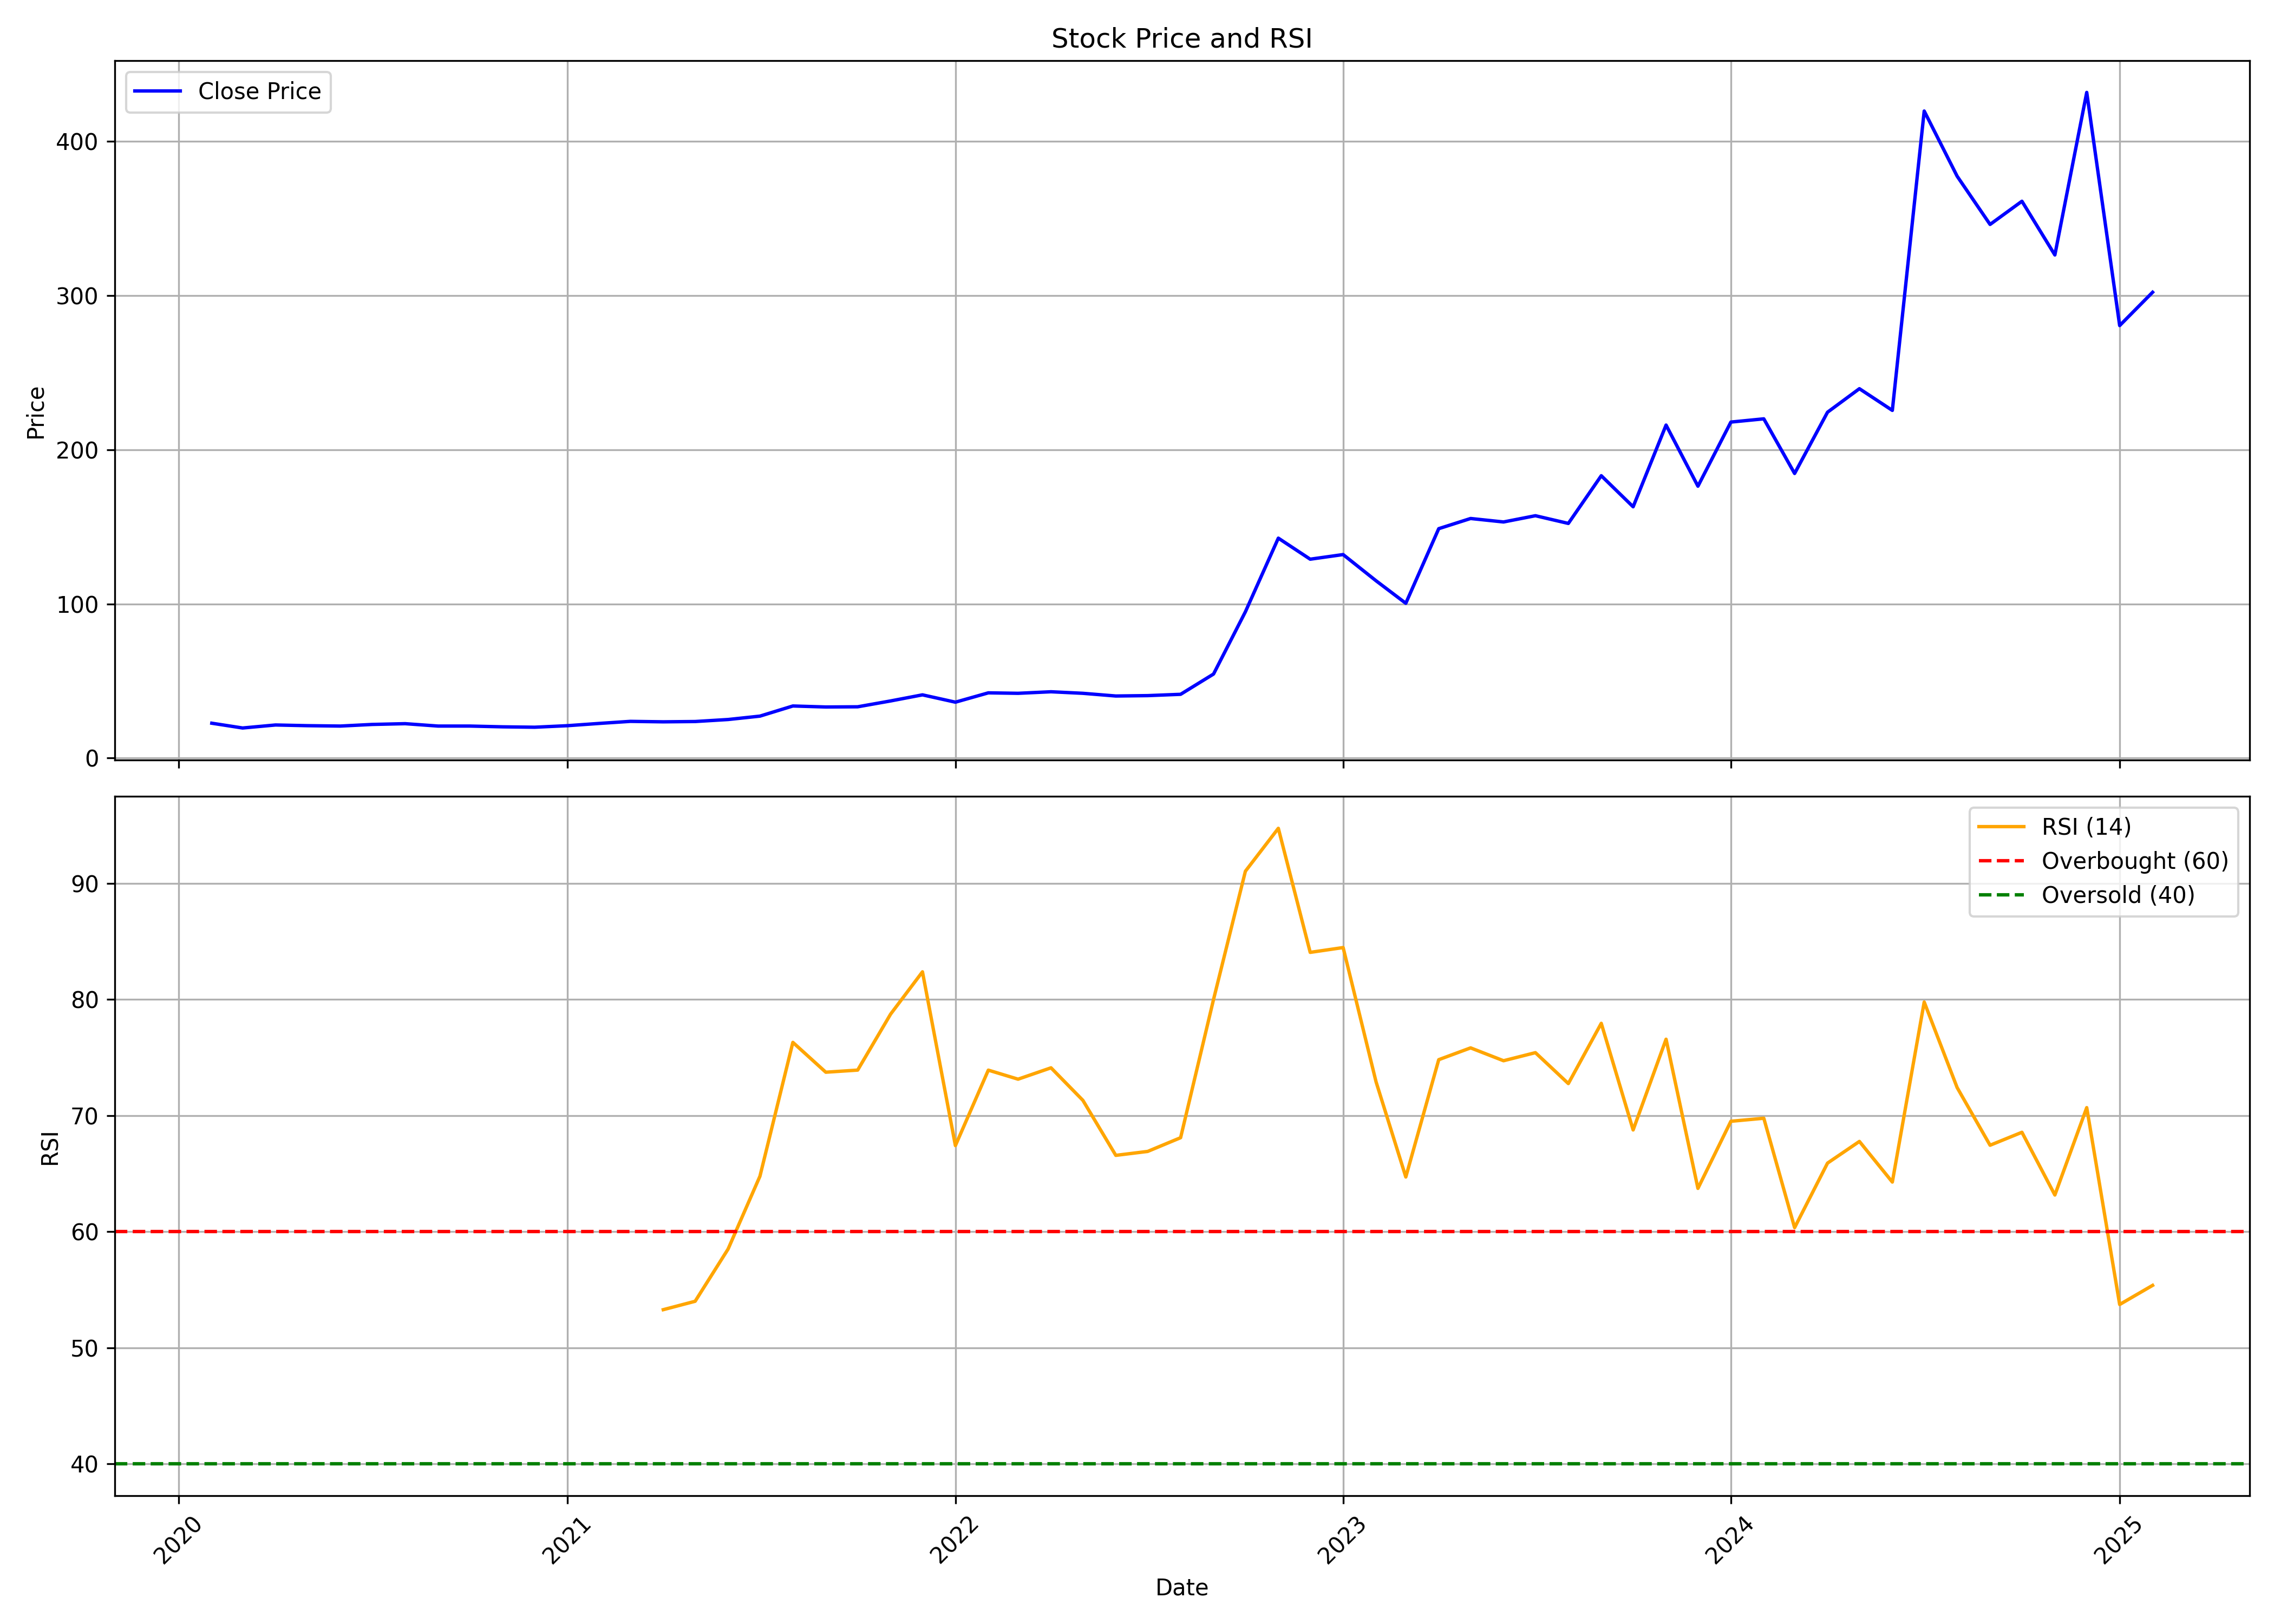 Stock Price and RSI
Close Price
400
300
200
100
0
Price
RSI (14)
Overbought (60)
Oversold (40)
90
80
70
60
50
40
RSI
2020
2021
2022
2023
2024
2025
Date